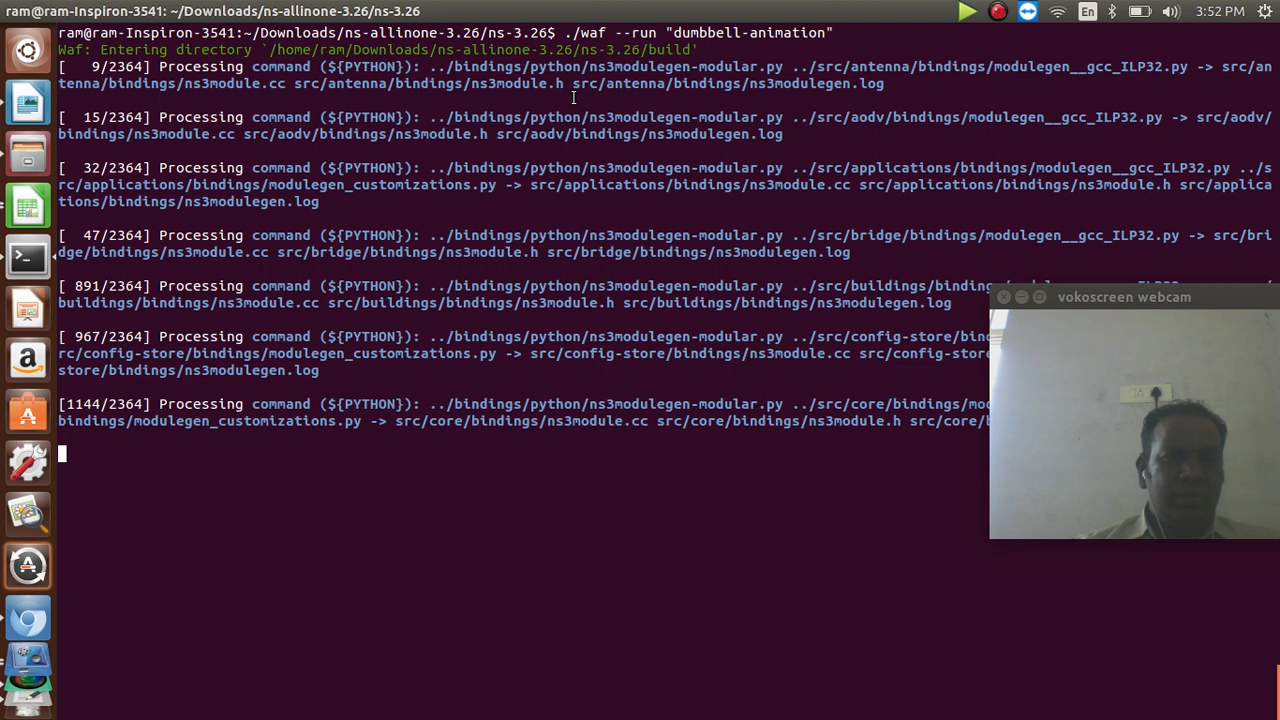 ram@ram-Inspiron-3541: ~/Downloads/ns-allinone-3.26/ns-3.26
En
3:52 PM
ram@ram-Inspiron-3541:~/Downloads/ns-allinone-3.26/ns-3.26$ ./waf --run "dumbbell-animation"
Waf: Entering directory `/home/ram/Downloads/ns-allinone-3.26/ns-3.26/build'
[   9/2364] Processing command (${PYTHON}): ../bindings/python/ns3modulegen-modular.py ../src/antenna/bindings/modulegen__gcc_ILP32.py -> src/an
tenna/bindings/ns3module.cc src/antenna/bindings/ns3module.h src/antenna/bindings/ns3modulegen.log
[  15/2364] Processing command (${PYTHON}): ../bindings/python/ns3modulegen-modular.py ../src/aodv/bindings/modulegen__gcc_ILP32.py -> src/aodv/
bindings/ns3module.cc src/aodv/bindings/ns3module.h src/aodv/bindings/ns3modulegen.log
[  32/2364] Processing command (${PYTHON}): ../bindings/python/ns3modulegen-modular.py ../src/applications/bindings/modulegen__gcc_ILP32.py ../s
rc/applications/bindings/modulegen_customizations.py -> src/applications/bindings/ns3module.cc src/applications/bindings/ns3module.h src/applica
tions/bindings/ns3modulegen.log
[  47/2364] Processing command (${PYTHON}): ../bindings/python/ns3modulegen-modular.py ../src/bridge/bindings/modulegen__gcc_ILP32.py -> src/bri
dge/bindings/ns3module.cc src/bridge/bindings/ns3module.h src/bridge/bindings/ns3modulegen.log
[ 891/2364] Processing command (${PYTHON}): ../bindings/python/ns3modulegen-modular.py ../src/buildings/binding
buildings/bindings/ns3module.cc src/buildings/bindings/ns3module.h src/buildings/bindings/ns3modulegen.log
[ 967/2364] Processing command (${PYTHON}): ../bindings/python/ns3modulegen-modular.py ../src/config-store/bind
rc/config-store/bindings/modulegen_customizations.py -> src/config-store/bindings/ns3module.cc src/config-store
store/bindings/ns3modulegen.log
[1144/2364] Processing command (${PYTHON}): ../bindings/python/ns3modulegen-modular.py ../src/core/bindings/mod
bindings/modulegen_customizations.py -> src/core/bindings/ns3module.cc src/core/bindings/ns3module.h src/core/b
vokoscreen webcam